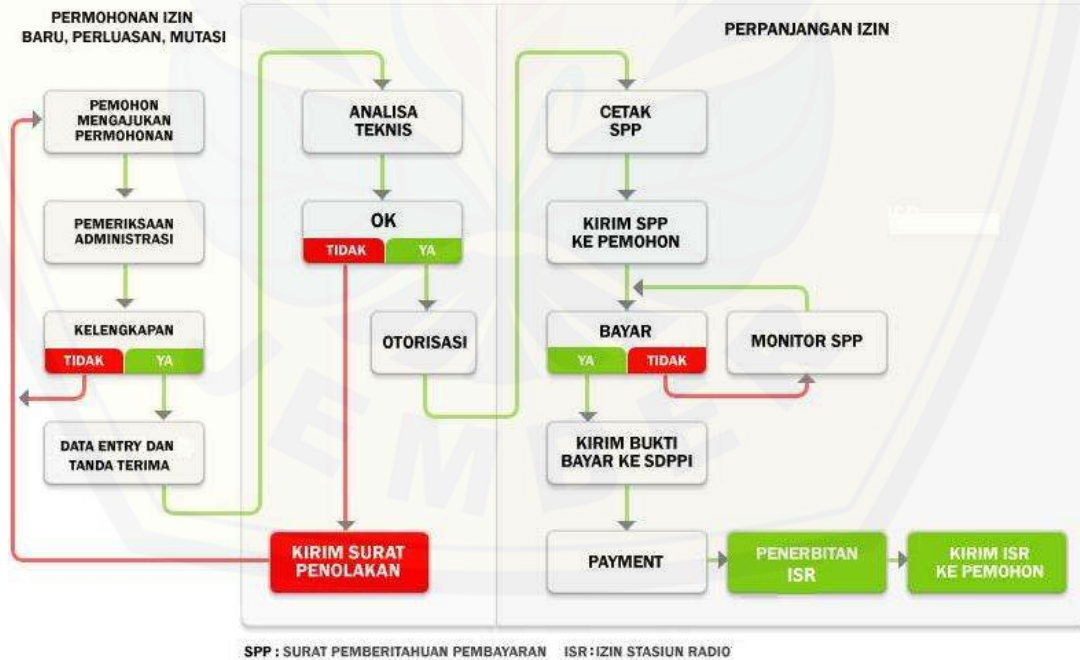 PERMOHONAN IZIN
BARU, PERLUASAN, MUTASI
PEMOHON
MENGAJUKAN
PERMOHONAN
PEMERIKSAAN
ADMINISTRASI
KELENGKAPAN
TIDAK
YA
DATA ENTRY DAN
TANDA TERIMA
ANALISA
TEKNIS
OK
TIDAK
YA
OTORISASI
KIRIM SURAT
PENOLAKAN
PERPANJANGAN IZIN
CETAK
SPP
KIRIM SPP
KE PEMOHON
BAYAR
YA
TIDAK
MONITOR SPP
KIRIM BUKTI
BAYAR KE SDPPI
PAYMENT
PENERBITAN
ISR
KIRIM ISR
KE PEMOHON
SPP : SURAT PEMBERITAHUAN PEMBAYARAN ISR : IZIN STASIUN RADIO
JEMBER